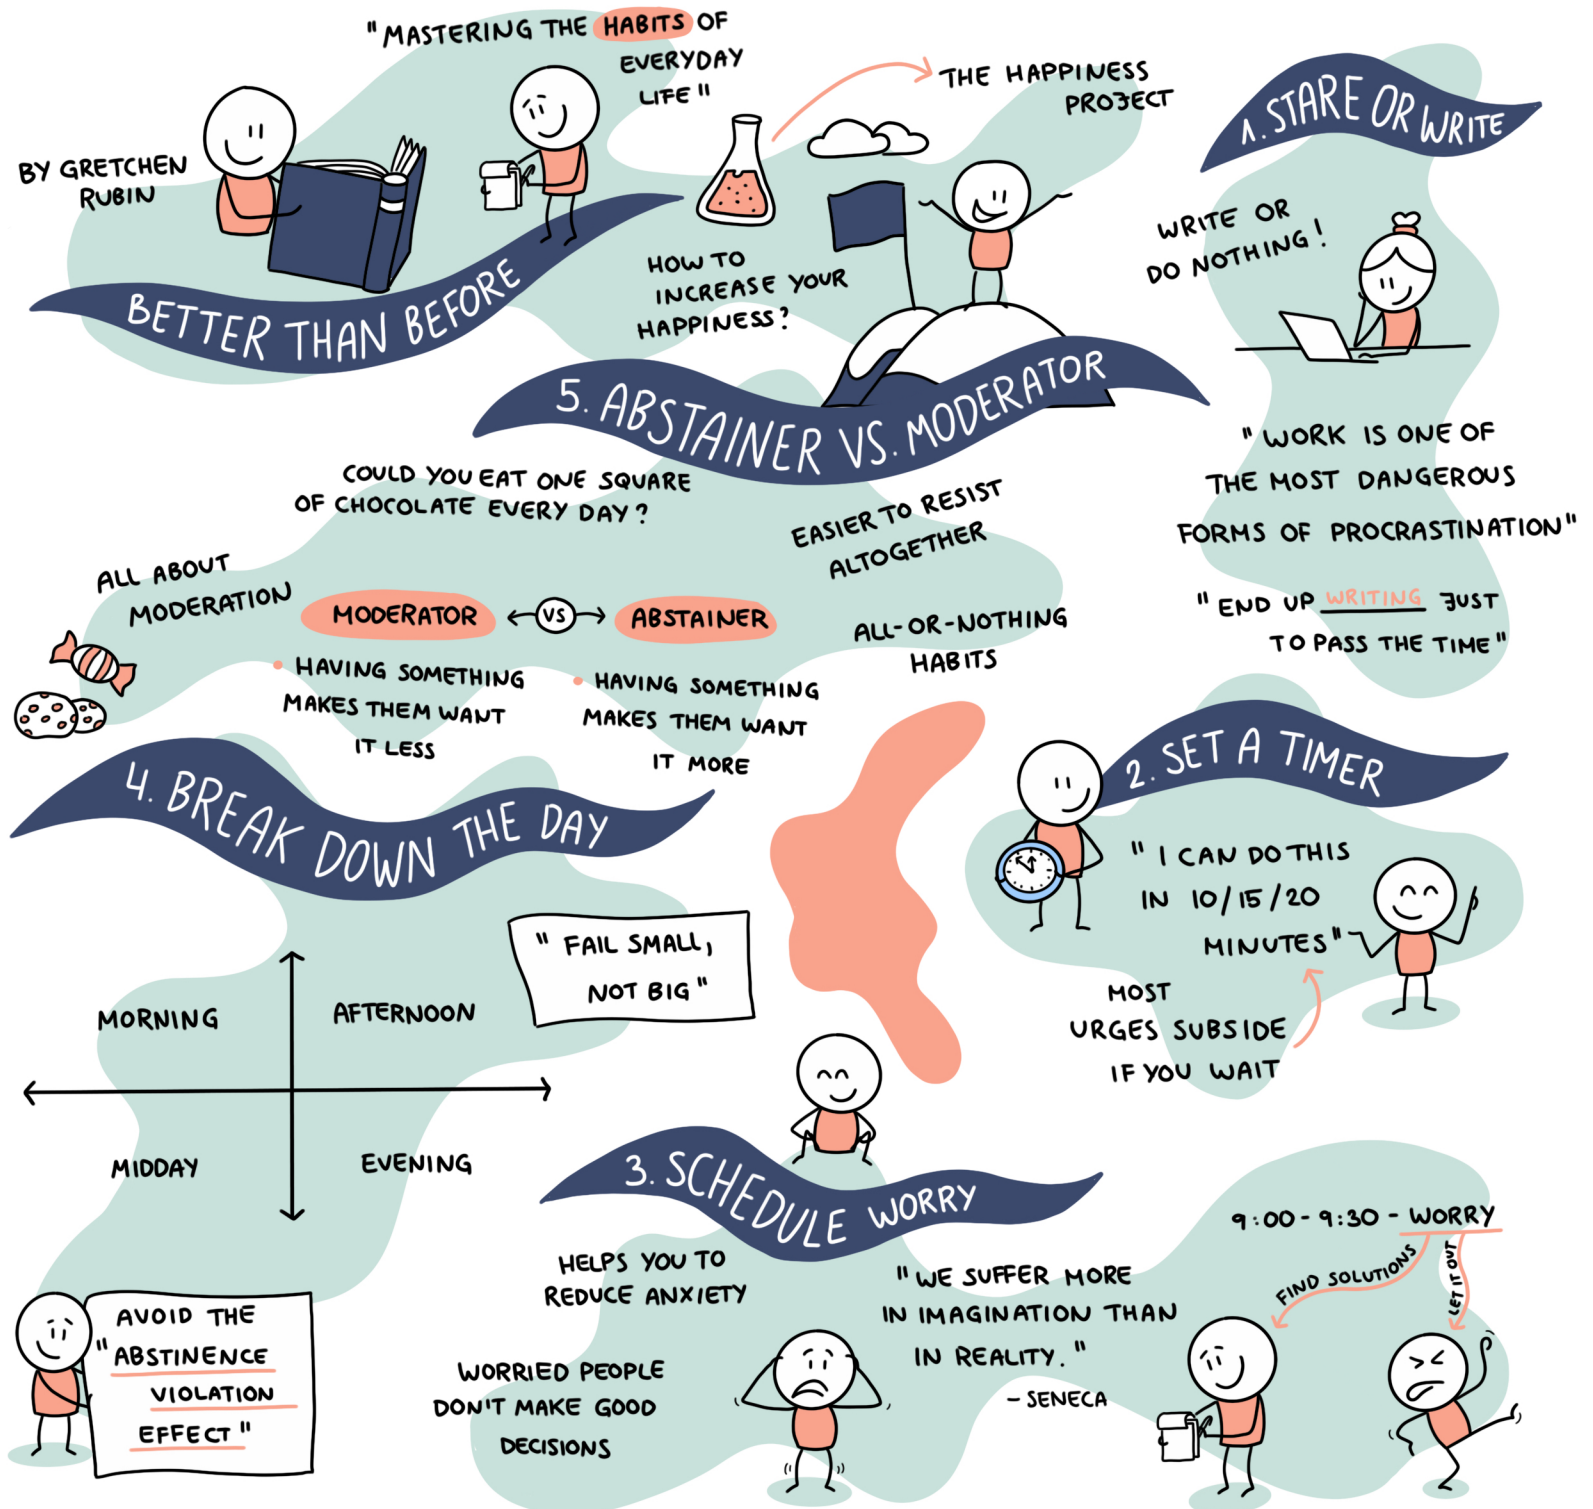 "MASTERING THE HABITS OF
EVERYDAY
LIFE"
BY GRETCHEN
RUBIN
BETTER THAN BEFORE
THE HAPPINESS
PROJECT
HOW TO
INCREASE YOUR
HAPPINESS?
1. STARE OR WRITE
WRITE OR
DO NOTHING!
"WORK IS ONE OF
THE MOST DANGEROUS
FORMS OF PROCRASTINATION"
"END UP WRITING JUST
TO PASS THE TIME"
2. SET A TIMER
"I CAN DO THIS
IN 10/15/20
MINUTES"
MOST
URGES SUBSIDE
IF YOU WAIT
3. SCHEDULE WORRY
HELPS YOU TO
REDUCE ANXIETY
WORRIED PEOPLE
DON'T MAKE GOOD
DECISIONS
"WE SUFFER MORE
IN IMAGINATION THAN
IN REALITY."
- SENECA
9:00 - 9:30 - WORRY
FIND SOLUTIONS
LET IT OUT
4. BREAK DOWN THE DAY
"FAIL SMALL,
NOT BIG"
MORNING
AFTERNOON
MIDDAY
EVENING
AVOID THE
"ABSTINENCE
VIOLATION
EFFECT"
5. ABSTAINER VS. MODERATOR
COULD YOU EAT ONE SQUARE
OF CHOCOLATE EVERY DAY?
ALL ABOUT
MODERATION
MODERATOR
VS
ABSTAINER
HAVING SOMETHING
MAKES THEM WANT
IT LESS
HAVING SOMETHING
MAKES THEM WANT
IT MORE
EASIER TO RESIST
ALTOGETHER
ALL-OR-NOTHING
HABITS